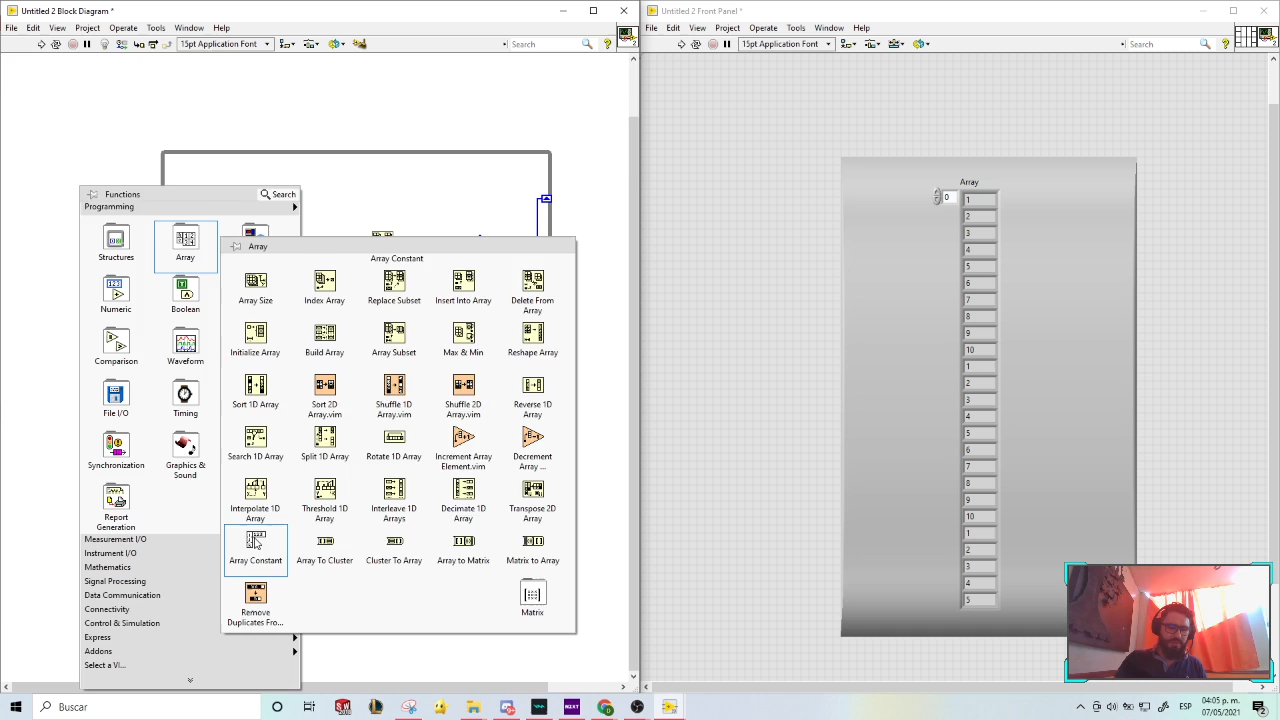 Untitled 2 Block Diagram *
File Edit View Project Operate Tools Window Help
15pt Application Font
Search
Functions
Search
Programming
Structures
Array
Numeric
Boolean
Comparison
Waveform
File I/O
Timing
Synchronization
Graphics &
Sound
Report
Generation
Measurement I/O
Instrument I/O
Mathematics
Signal Processing
Data Communication
Connectivity
Control & Simulation
Express
Addons
Select a VI...
Array
Array Constant
Array Size
Index Array
Replace Subset
Insert Into Array
Delete From
Array
Initialize Array
Build Array
Array Subset
Max & Min
Reshape Array
Sort 1D Array
Sort 2D
Array.vim
Shuffle 1D
Array.vim
Shuffle 2D
Array.vim
Reverse 1D
Array
Search 1D Array
Split 1D Array
Rotate 1D Array
Increment Array
Element.vim
Decrement
Array ...
Interpolate 1D
Array
Threshold 1D
Array
Interleave 1D
Arrays
Decimate 1D
Array
Transpose 2D
Array
Array Constant
Array To Cluster
Cluster To Array
Array to Matrix
Matrix to Array
Remove
Duplicates Fro...
Matrix
Untitled 2 Front Panel *
File Edit View Project Operate Tools Window Help
15pt Application Font
Search
Array
0
1
2
3
4
5
6
7
8
9
10
1
2
3
4
5
6
7
8
9
10
1
2
3
4
5
Buscar
ESP
04:05 p. m.
07/05/2021